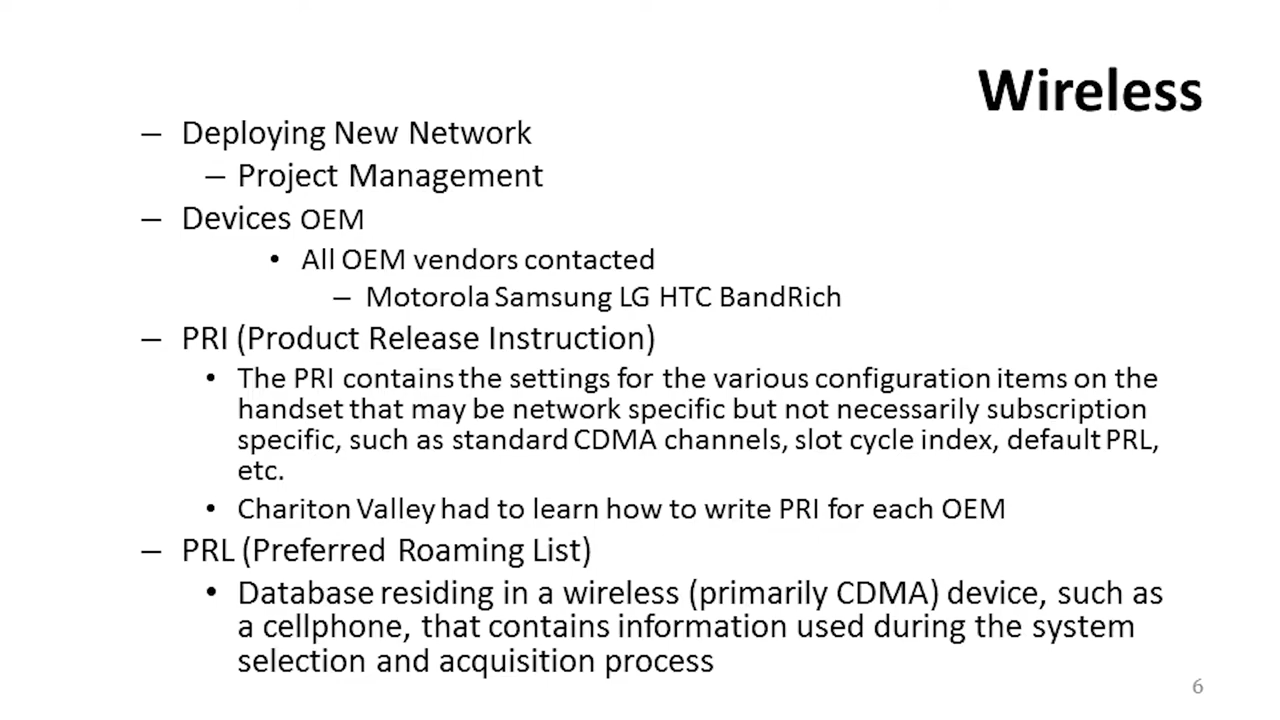 Wireless
– Deploying New Network
– Project Management
– Devices OEM
• All OEM vendors contacted
– Motorola Samsung LG HTC BandRich
– PRI (Product Release Instruction)
• The PRI contains the settings for the various configuration items on the
handset that may be network specific but not necessarily subscription
specific, such as standard CDMA channels, slot cycle index, default PRL,
etc.
• Chariton Valley had to learn how to write PRI for each OEM
– PRL (Preferred Roaming List)
• Database residing in a wireless (primarily CDMA) device, such as
a cellphone, that contains information used during the system
selection and acquisition process
6